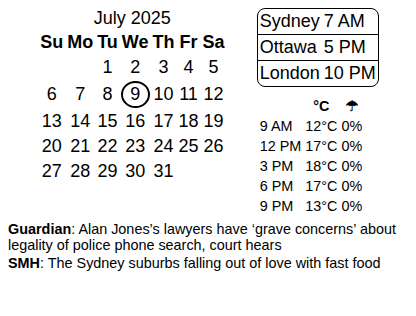 July 2025
Su Mo Tu We Th Fr Sa
1 2 3 4 5
6 7 8 9 10 11 12
13 14 15 16 17 18 19
20 21 22 23 24 25 26
27 28 29 30 31
Sydney 7 AM
Ottawa 5 PM
London 10 PM
°C ☂
9 AM 12°C 0%
12 PM 17°C 0%
3 PM 18°C 0%
6 PM 17°C 0%
9 PM 13°C 0%
Guardian: Alan Jones’s lawyers have ‘grave concerns’ about
legality of police phone search, court hears
SMH: The Sydney suburbs falling out of love with fast food